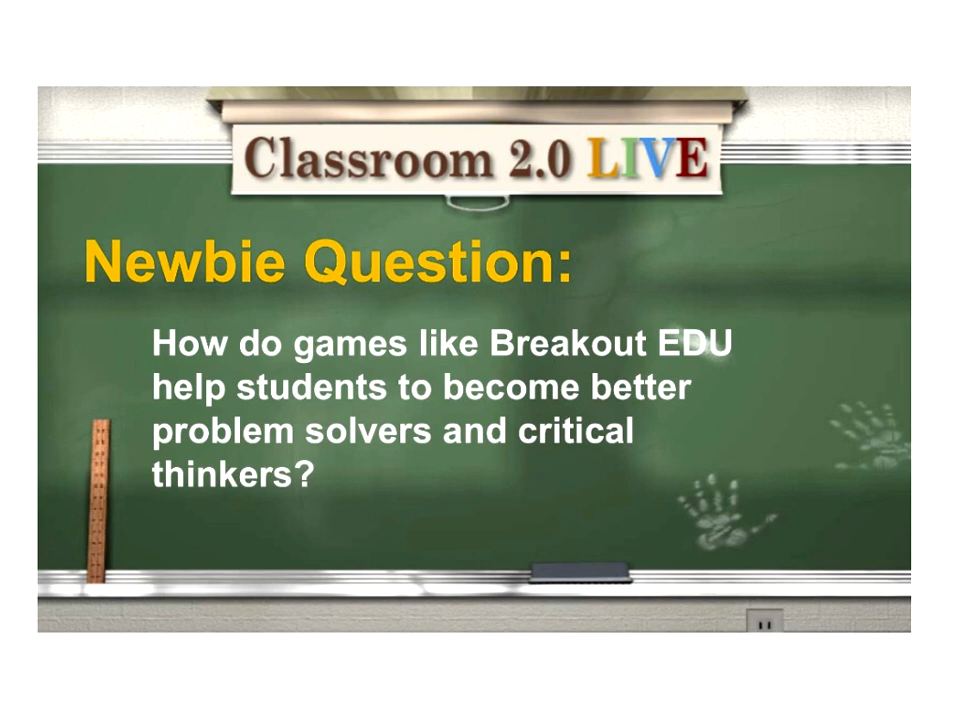 Classroom 2.0 LIVE
Newbie Question:
How do games like Breakout EDU
help students to become better
problem solvers and critical
thinkers?